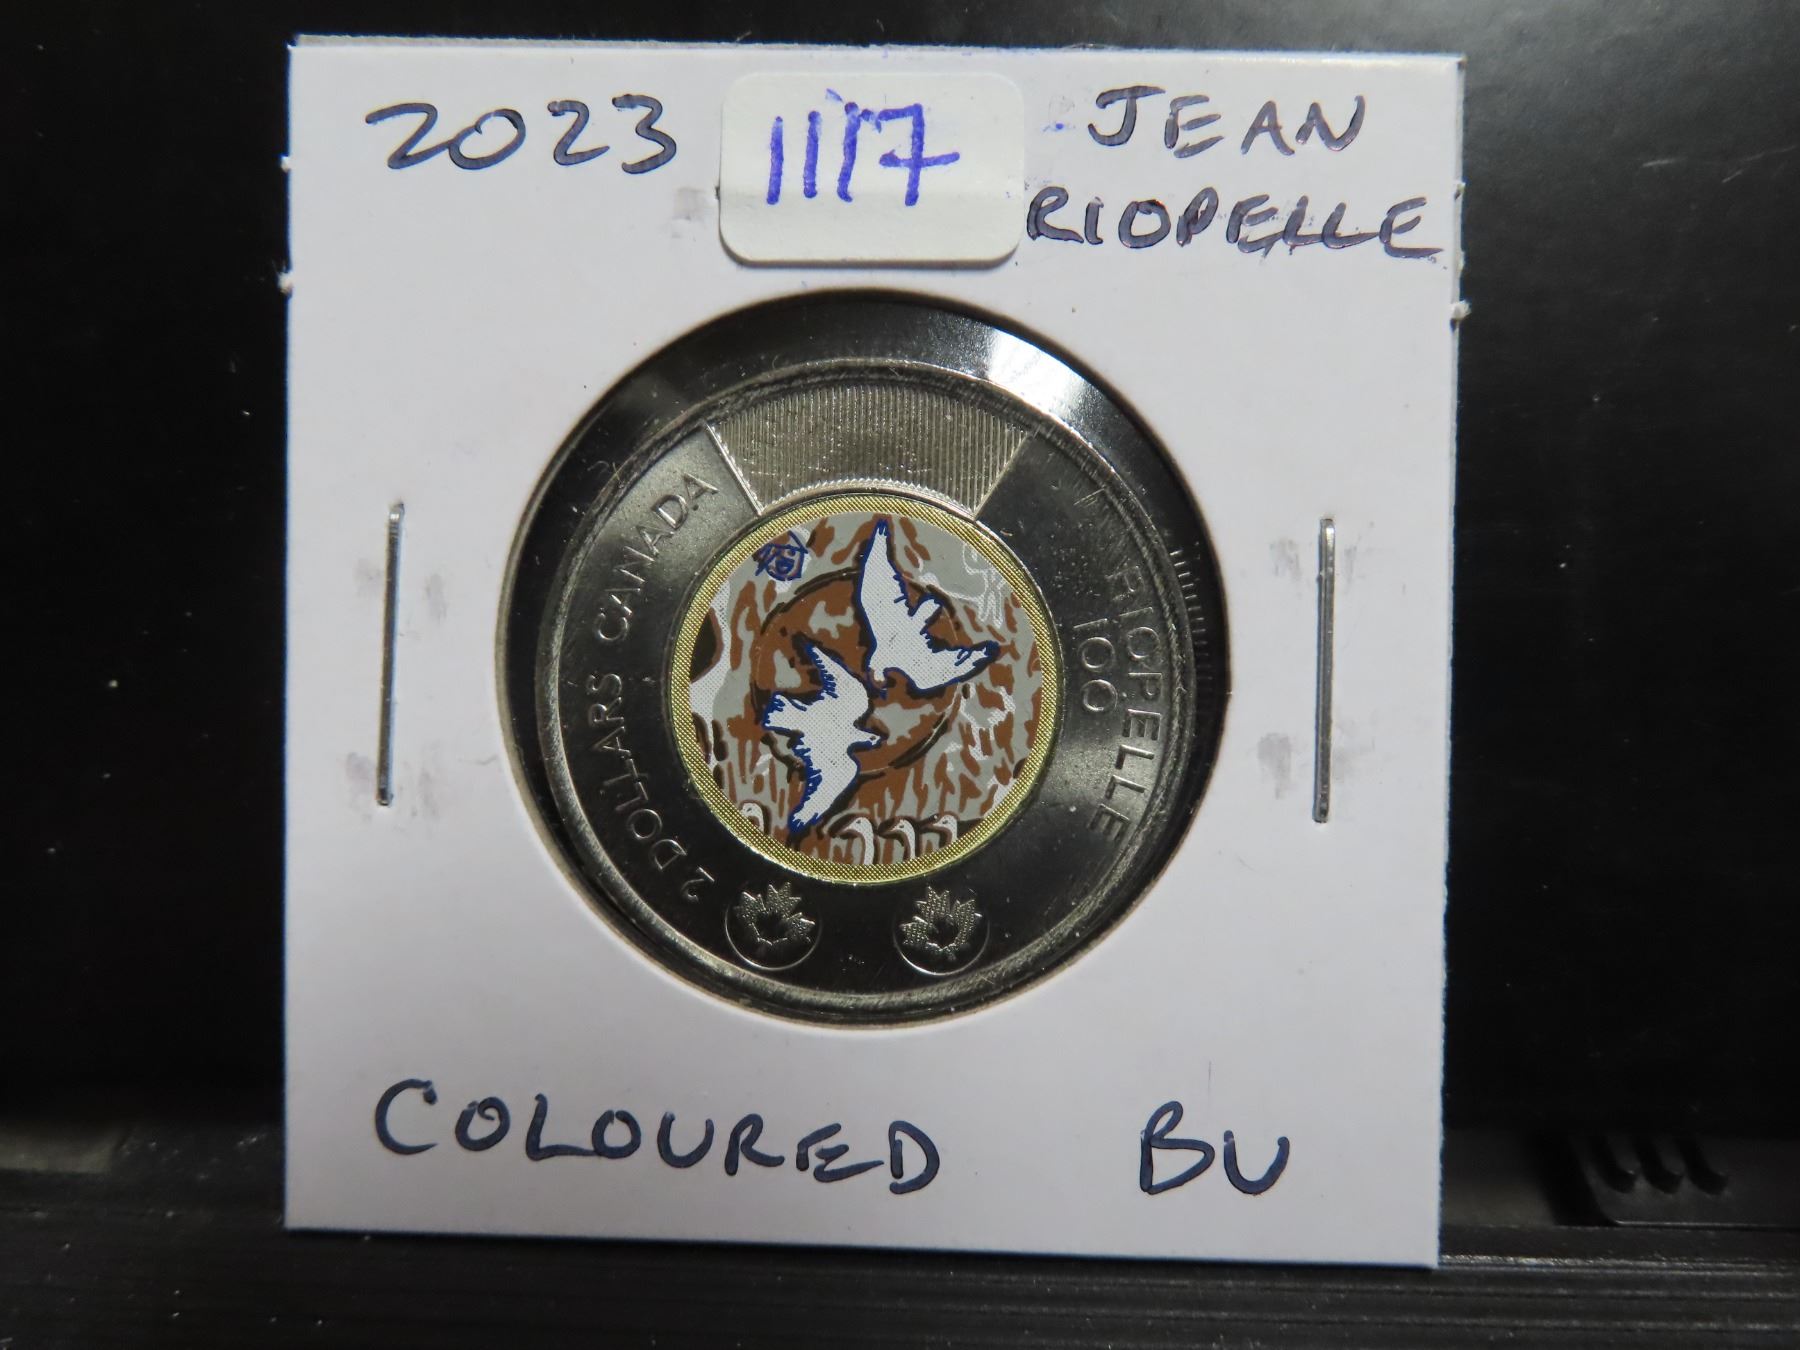 2023
1117
JEAN
RIOPELLE
2 DOLLARS CANADA
RIOPELLE
100
COLOURED
BU